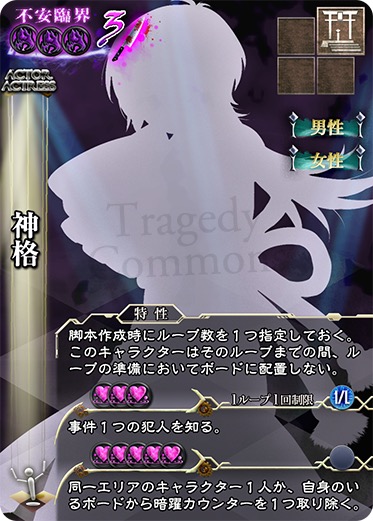 不安臨界
3
ACTOR
ACTRESS
男性
女性
神格
Tragedy
Commons
特性
脚本作成時にループ数を1つ指定しておく。
このキャラクターはそのループまでの間、ル
ープの準備においてボードに配置しない。
1ループ1回制限
1/L
事件1つの犯人を知る。
同一エリアのキャラクター1人か、自身のい
るボードから暗躍カウンターを1つ取り除く。